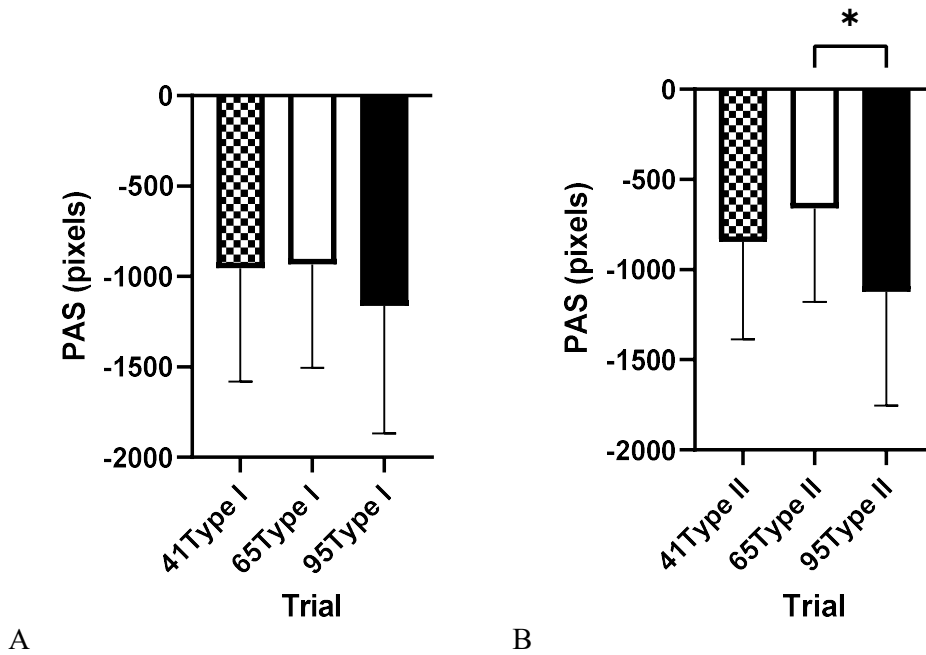 0
-500
-1000
-1500
-2000
PAS (pixels)
41Type I
65Type I
95Type I
Trial
A
*
0
-500
-1000
-1500
-2000
PAS (pixels)
41Type II
65Type II
95Type II
Trial
B